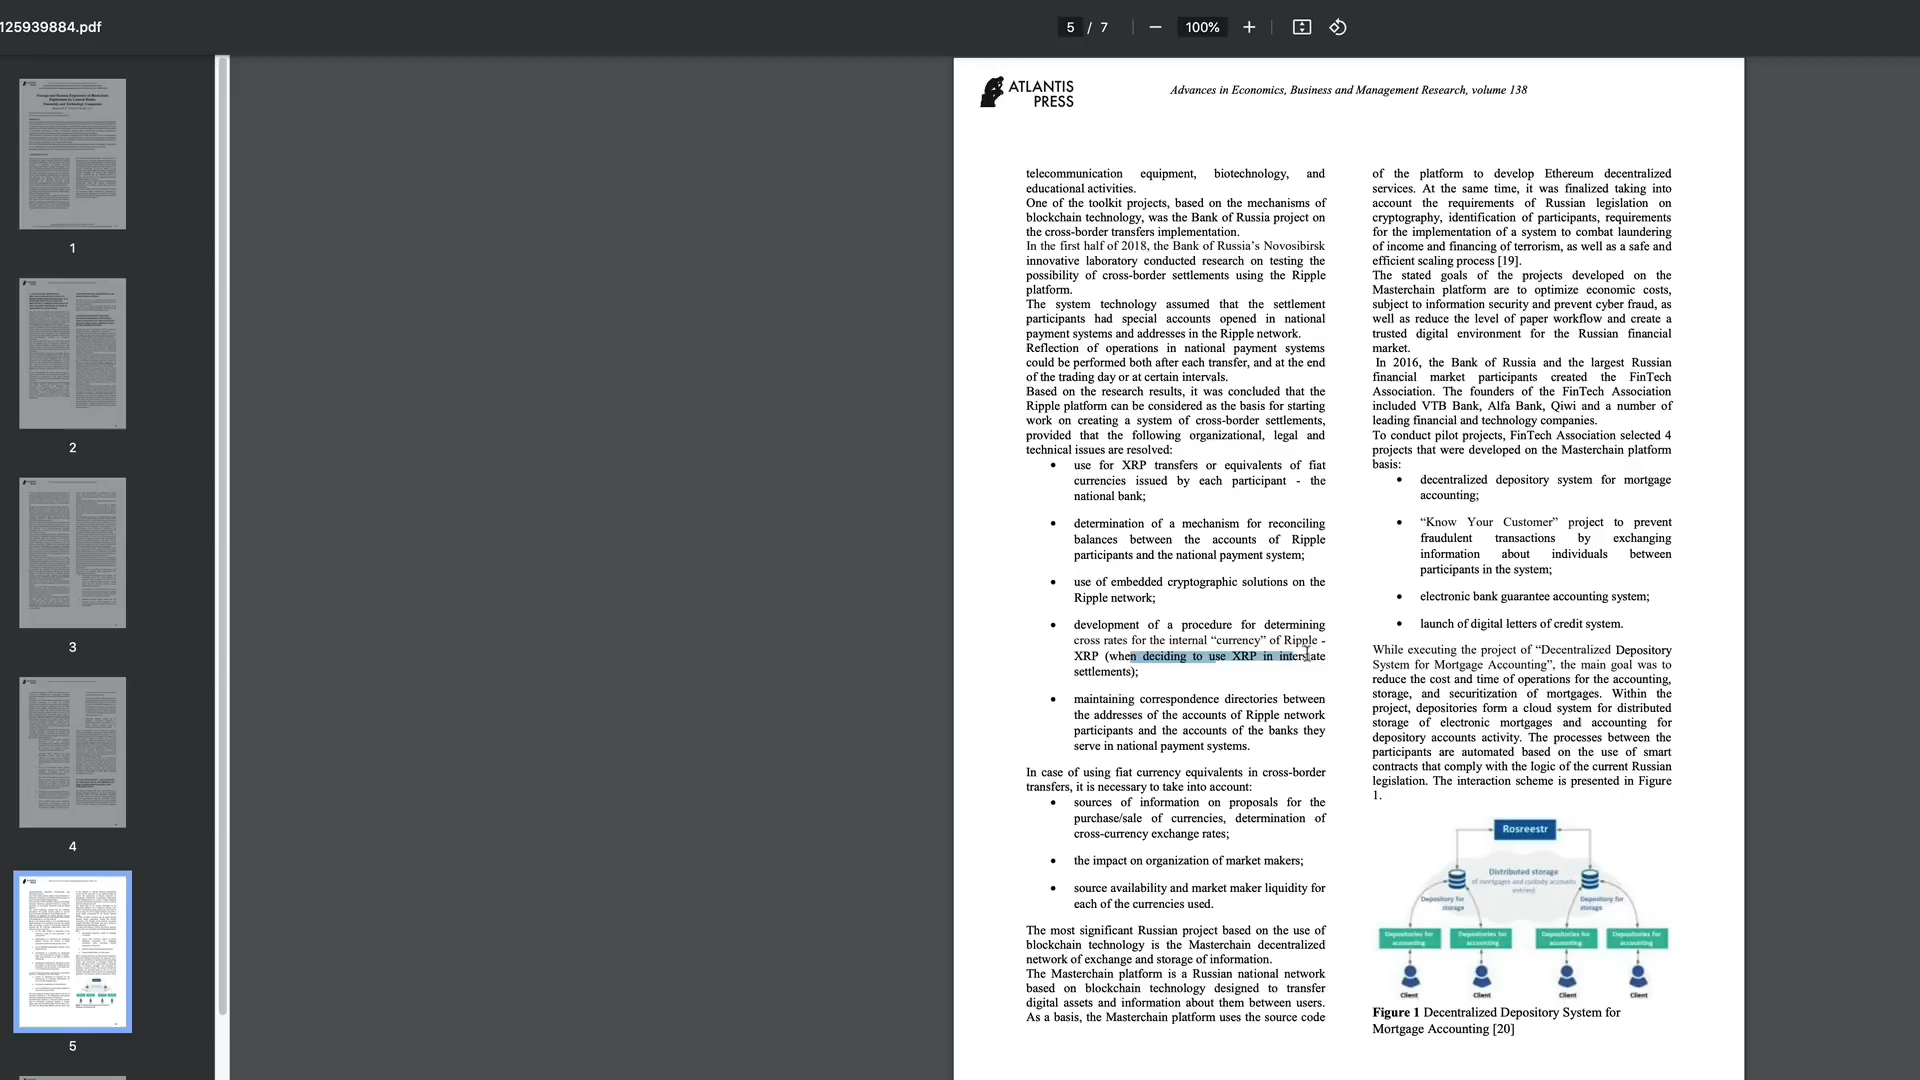 125939884.pdf
5 / 7
100%
1
2
3
4
5
ATLANTIS
PRESS
Advances in Economics, Business and Management Research, volume 138
telecommunication equipment, biotechnology, and
educational activities.
One of the toolkit projects, based on the mechanisms of
blockchain technology, was the Bank of Russia project on
the cross-border transfers implementation.
In the first half of 2018, the Bank of Russia's Novosibirsk
innovative laboratory conducted research on testing the
possibility of cross-border settlements using the Ripple
platform.
The system technology assumed that the settlement
participants had special accounts opened in national
payment systems and addresses in the Ripple network.
Reflection of operations in national payment systems
could be performed both after each transfer, and at the end
of the trading day or at certain intervals.
Based on the research results, it was concluded that the
Ripple platform can be considered as the basis for starting
work on creating a system of cross-border settlements,
provided that the following organizational, legal and
technical issues are resolved:
• use for XRP transfers or equivalents of fiat
currencies issued by each participant - the
national bank;
• determination of a mechanism for reconciling
balances between the accounts of Ripple
participants and the national payment system;
• use of embedded cryptographic solutions on the
Ripple network;
• development of a procedure for determining
cross rates for the internal “currency” of Ripple -
XRP (when deciding to use XRP in interstate
settlements);
• maintaining correspondence directories between
the addresses of the accounts of Ripple network
participants and the accounts of the banks they
serve in national payment systems.
In case of using fiat currency equivalents in cross-border
transfers, it is necessary to take into account:
• sources of information on proposals for the
purchase/sale of currencies, determination of
cross-currency exchange rates;
• the impact on organization of market makers;
• source availability and market maker liquidity for
each of the currencies used.
The most significant Russian project based on the use of
blockchain technology is the Masterchain decentralized
network of exchange and storage of information.
The Masterchain platform is a Russian national network
based on blockchain technology designed to transfer
digital assets and information about them between users.
As a basis, the Masterchain platform uses the source code
of the platform to develop Ethereum decentralized
services. At the same time, it was finalized taking into
account the requirements of Russian legislation on
cryptography, identification of participants, requirements
for the implementation of a system to combat laundering
of income and financing of terrorism, as well as a safe and
efficient scaling process [19].
The stated goals of the projects developed on the
Masterchain platform are to optimize economic costs,
subject to information security and prevent cyber fraud, as
well as reduce the level of paper workflow and create a
trusted digital environment for the Russian financial
market.
In 2016, the Bank of Russia and the largest Russian
financial market participants created the FinTech
Association. The founders of the FinTech Association
included VTB Bank, Alfa Bank, Qiwi and a number of
leading financial and technology companies.
To conduct pilot projects, FinTech Association selected 4
projects that were developed on the Masterchain platform
basis:
• decentralized depository system for mortgage
accounting;
• “Know Your Customer” project to prevent
fraudulent transactions by exchanging
information about individuals between
participants in the system;
• electronic bank guarantee accounting system;
• launch of digital letters of credit system.
While executing the project of “Decentralized Depository
System for Mortgage Accounting”, the main goal was to
reduce the cost and time of operations for the accounting,
storage, and securitization of mortgages. Within the
project, depositories form a cloud system for distributed
storage of electronic mortgages and accounting for
depository accounts activity. The processes between the
participants are automated based on the use of smart
contracts that comply with the logic of the current Russian
legislation. The interaction scheme is presented in Figure
1.
Rosreestr
Distributed storage
of mortgages and custody accounts
entries)
Depository for
storage
Depository for
storage
Depositories for
accounting
Depositories for
accounting
Depositories for
accounting
Depositories for
accounting
Client
Client
Client
Client
Figure 1 Decentralized Depository System for
Mortgage Accounting [20]